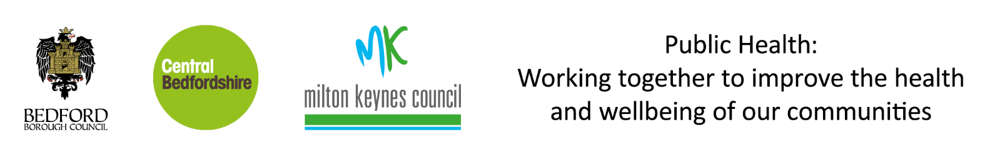 BEDFORD
BOROUGH COUNCIL
Central
Bedfordshire
MK
milton keynes council
Public Health:
Working together to improve the health
and wellbeing of our communities